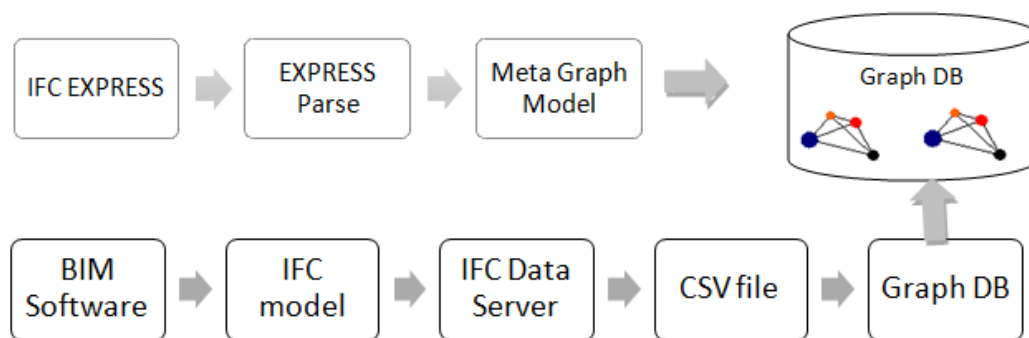 IFC EXPRESS
EXPRESS
Parse
Meta Graph
Model
Graph DB
BIM
Software
IFC
model
IFC Data
Server
CSV file
Graph DB